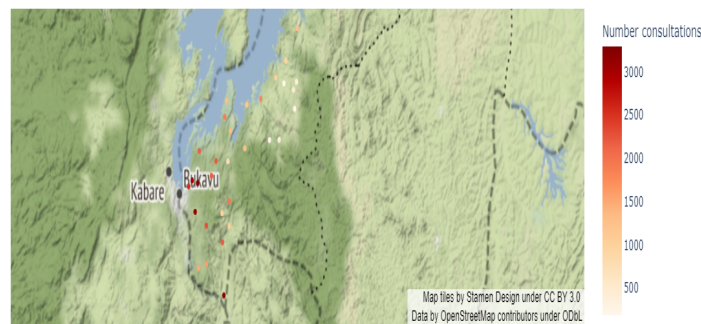 Number consultations
3000
2500
2000
1500
1000
500
Kabare
Bukavu
Map tiles by Stamen Design under CC BY 3.0
Data by OpenStreetMap contributors under ODbL